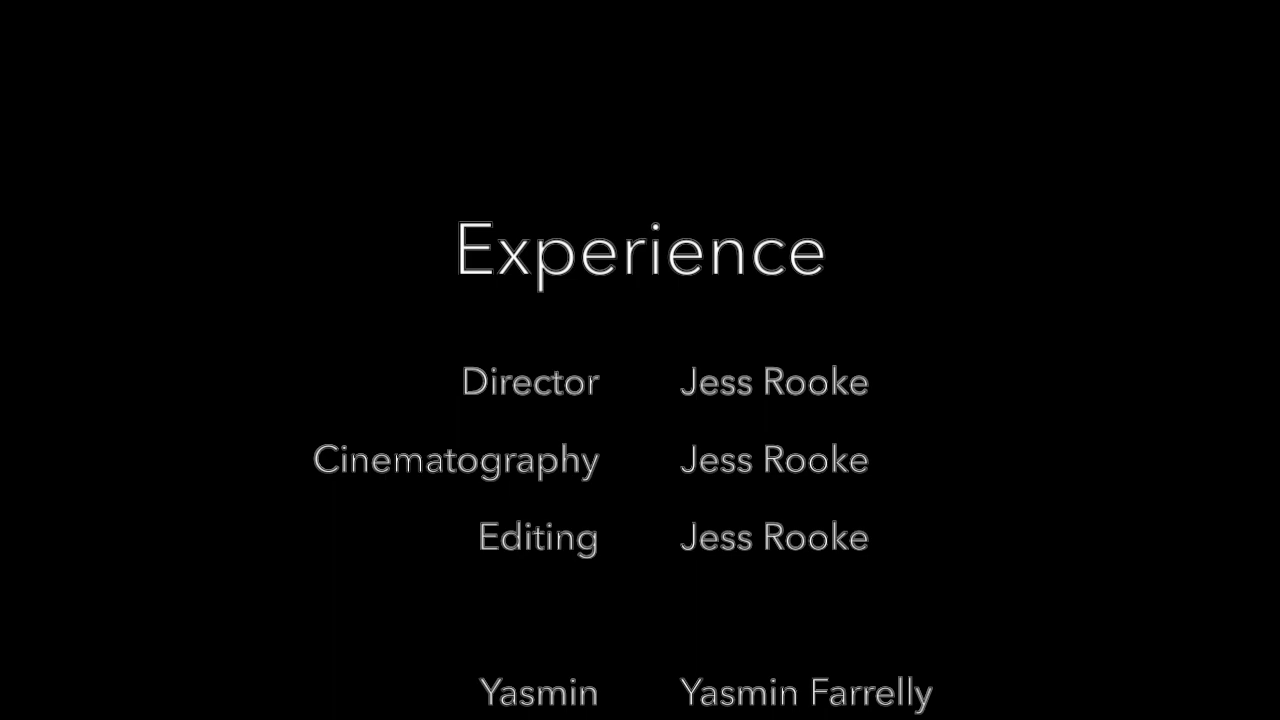 Experience
Director Jess Rooke
Cinematography Jess Rooke
Editing Jess Rooke
Yasmin Yasmin Farrelly